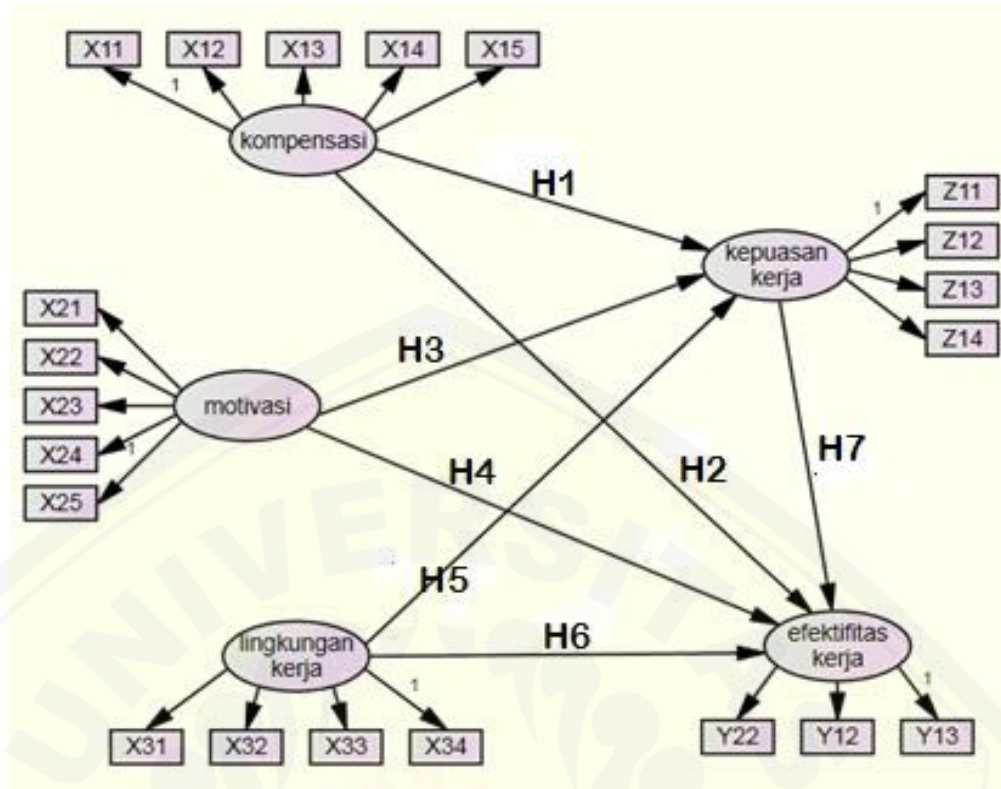 X11 X12 X13 X14 X15
1
kompensasi
H1
Z11
1
Z12
kepuasan
kerja
Z13
Z14
X21
X22
H3
X23
motivasi
X24
1
X25
H4
H2
H7
H5
lingkungan
kerja
H6
efektifitas
kerja
1
1
X31 X32 X33 X34
Y22 Y12 Y13
UNIVERSITAS